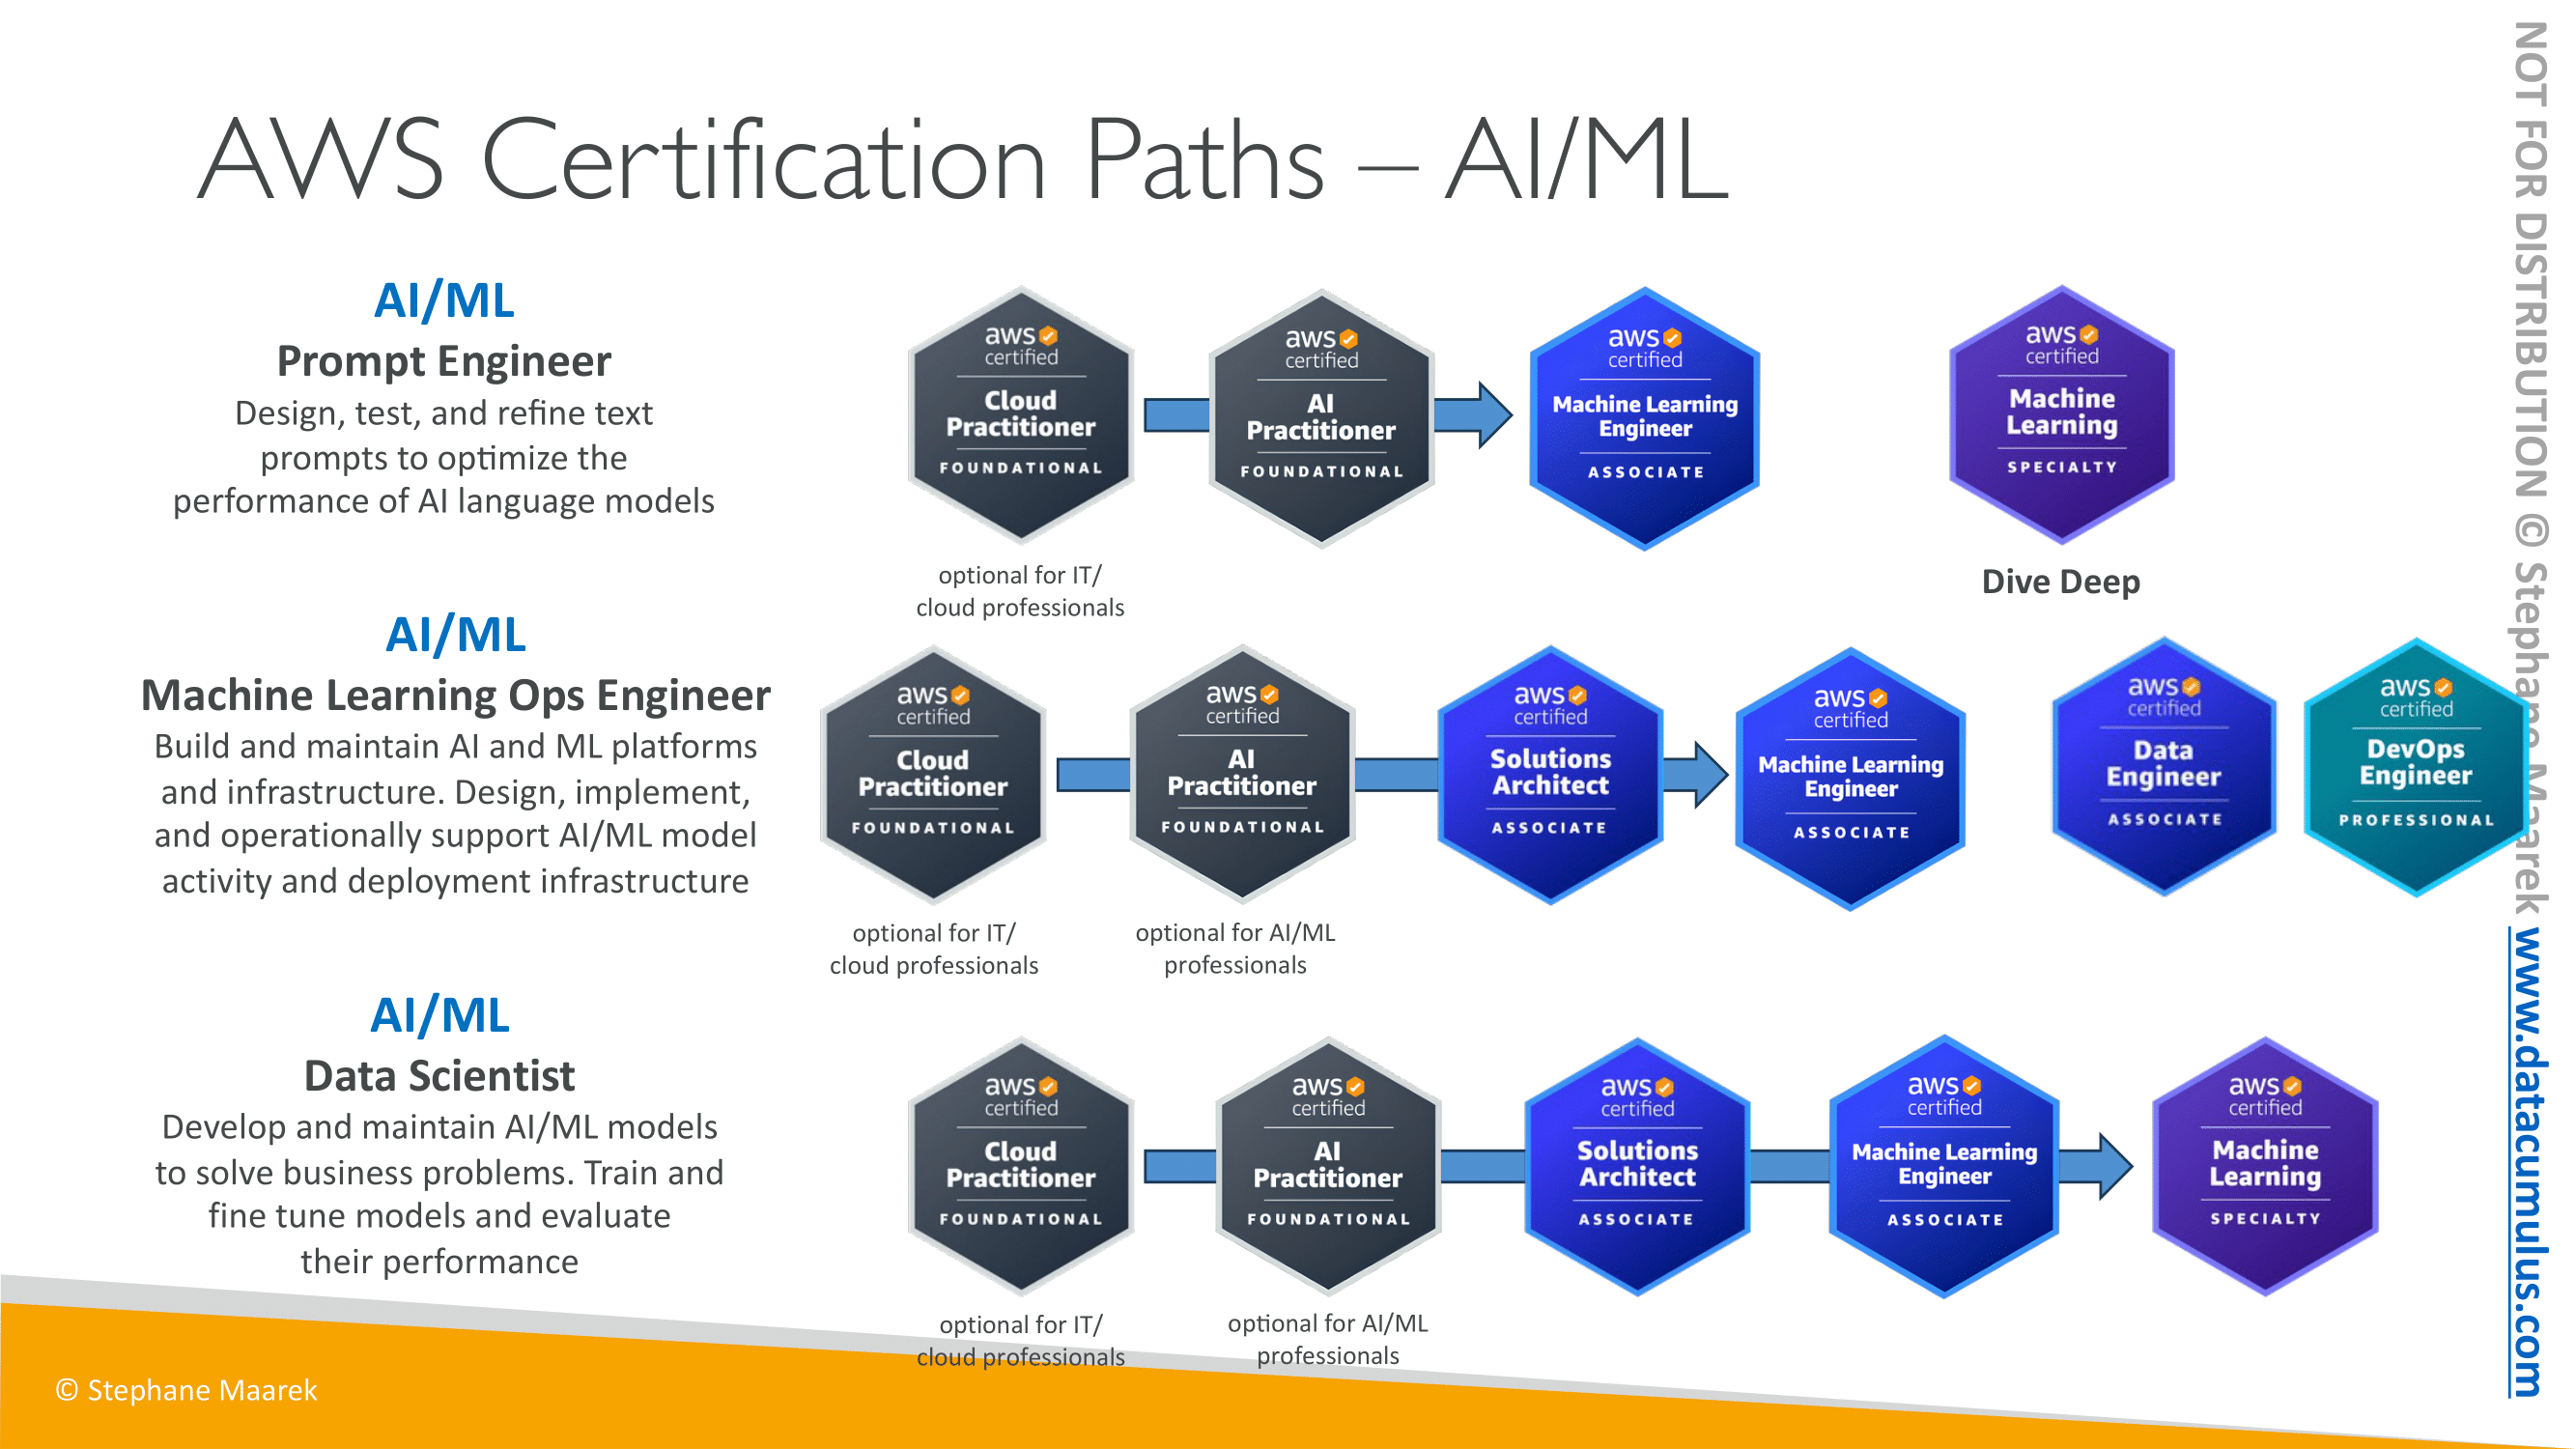 AWS Certification Paths – AI/ML
AI/ML
Prompt Engineer
Design, test, and refine text
prompts to optimize the
performance of AI language models
aws
certified
Cloud
Practitioner
FOUNDATIONAL
optional for IT/
cloud professionals
aws
certified
AI
Practitioner
FOUNDATIONAL
aws
certified
Machine Learning
Engineer
ASSOCIATE
aws
certified
Machine
Learning
SPECIALTY
Dive Deep
AI/ML
Machine Learning Ops Engineer
Build and maintain AI and ML platforms
and infrastructure. Design, implement,
and operationally support AI/ML model
activity and deployment infrastructure
aws
certified
Cloud
Practitioner
FOUNDATIONAL
optional for IT/
cloud professionals
aws
certified
AI
Practitioner
FOUNDATIONAL
optional for AI/ML
professionals
aws
certified
Solutions
Architect
ASSOCIATE
aws
certified
Machine Learning
Engineer
ASSOCIATE
aws
certified
Data
Engineer
ASSOCIATE
aws
certified
DevOps
Engineer
PROFESSIONAL
AI/ML
Data Scientist
Develop and maintain AI/ML models
to solve business problems. Train and
fine tune models and evaluate
their performance
aws
certified
Cloud
Practitioner
FOUNDATIONAL
optional for IT/
cloud professionals
aws
certified
AI
Practitioner
FOUNDATIONAL
optional for AI/ML
professionals
aws
certified
Solutions
Architect
ASSOCIATE
aws
certified
Machine Learning
Engineer
ASSOCIATE
aws
certified
Machine
Learning
SPECIALTY
© Stephane Maarek
NOT FOR DISTRIBUTION © Stephane Maarek www.datacumulus.com